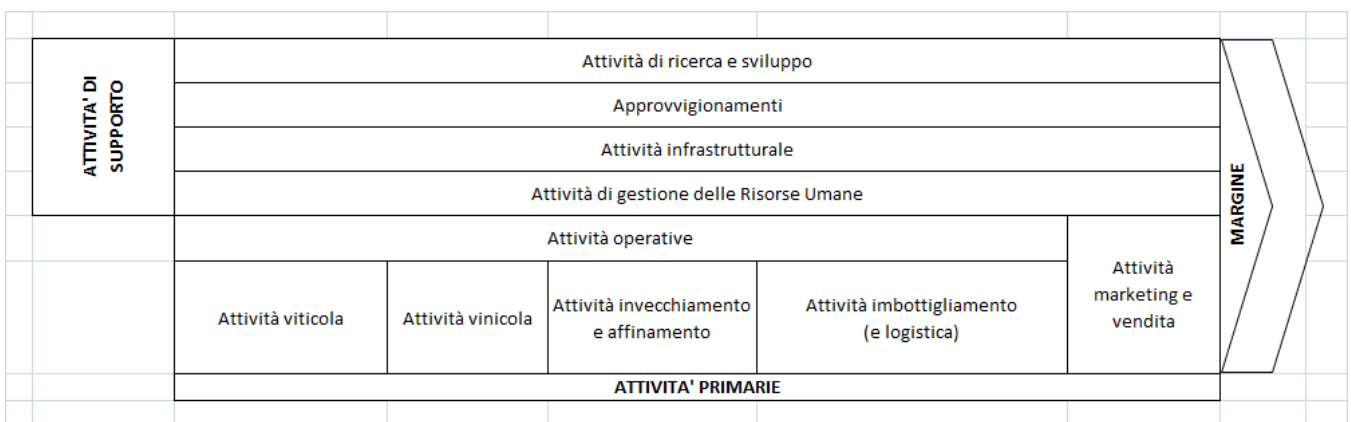 ATTIVITA' DI
SUPPORTO
Attività di ricerca e sviluppo
Approvvigionamenti
Attività infrastrutturale
Attività di gestione delle Risorse Umane
MARGINE
Attività operative
Attività viticola
Attività vinicola
Attività invecchiamento
e affinamento
Attività imbottigliamento
(e logistica)
Attività
marketing e
vendita
ATTIVITA' PRIMARIE